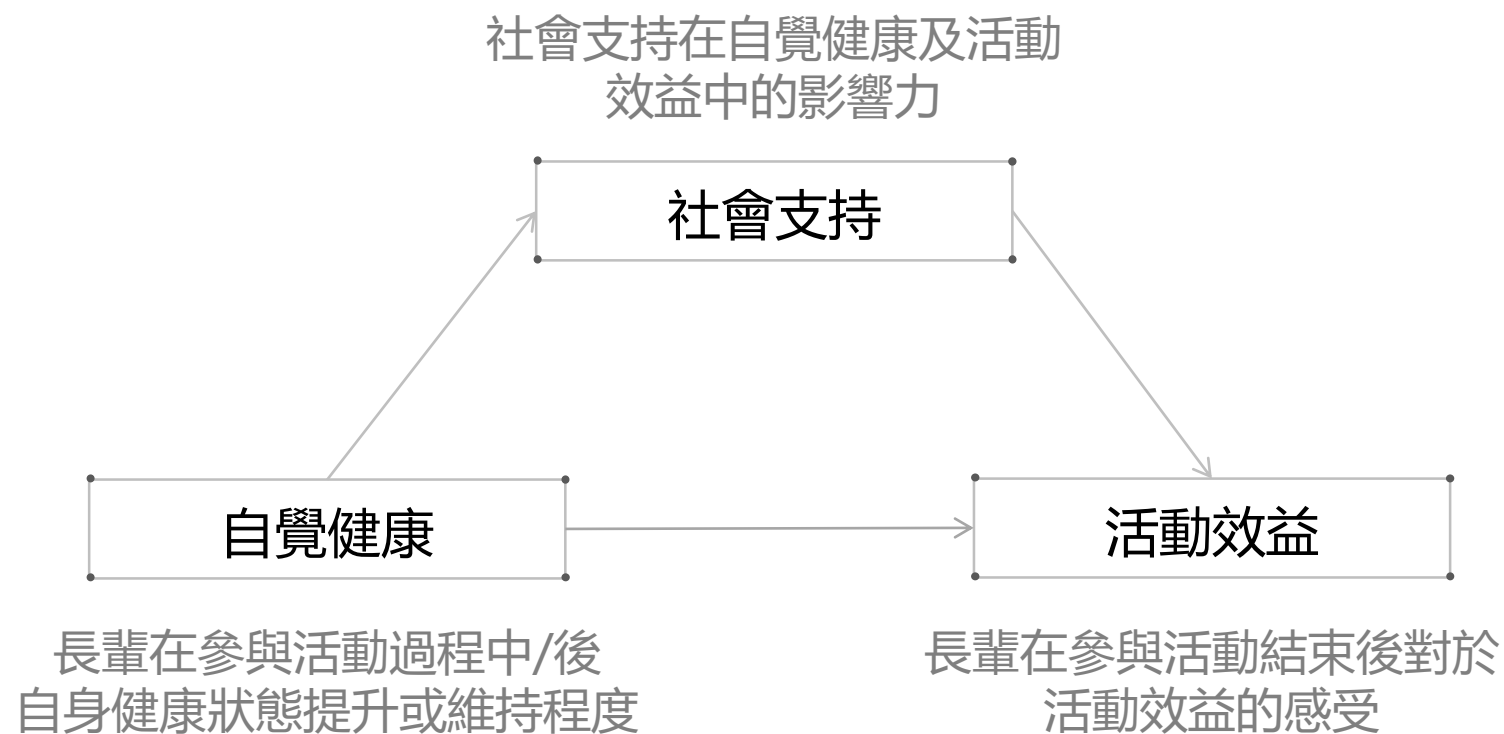 社會支持在自覺健康及活動
效益中的影響力
社會支持
自覺健康
活動效益
長輩在參與活動過程中/後
自身健康狀態提升或維持程度
長輩在參與活動結束後對於
活動效益的感受